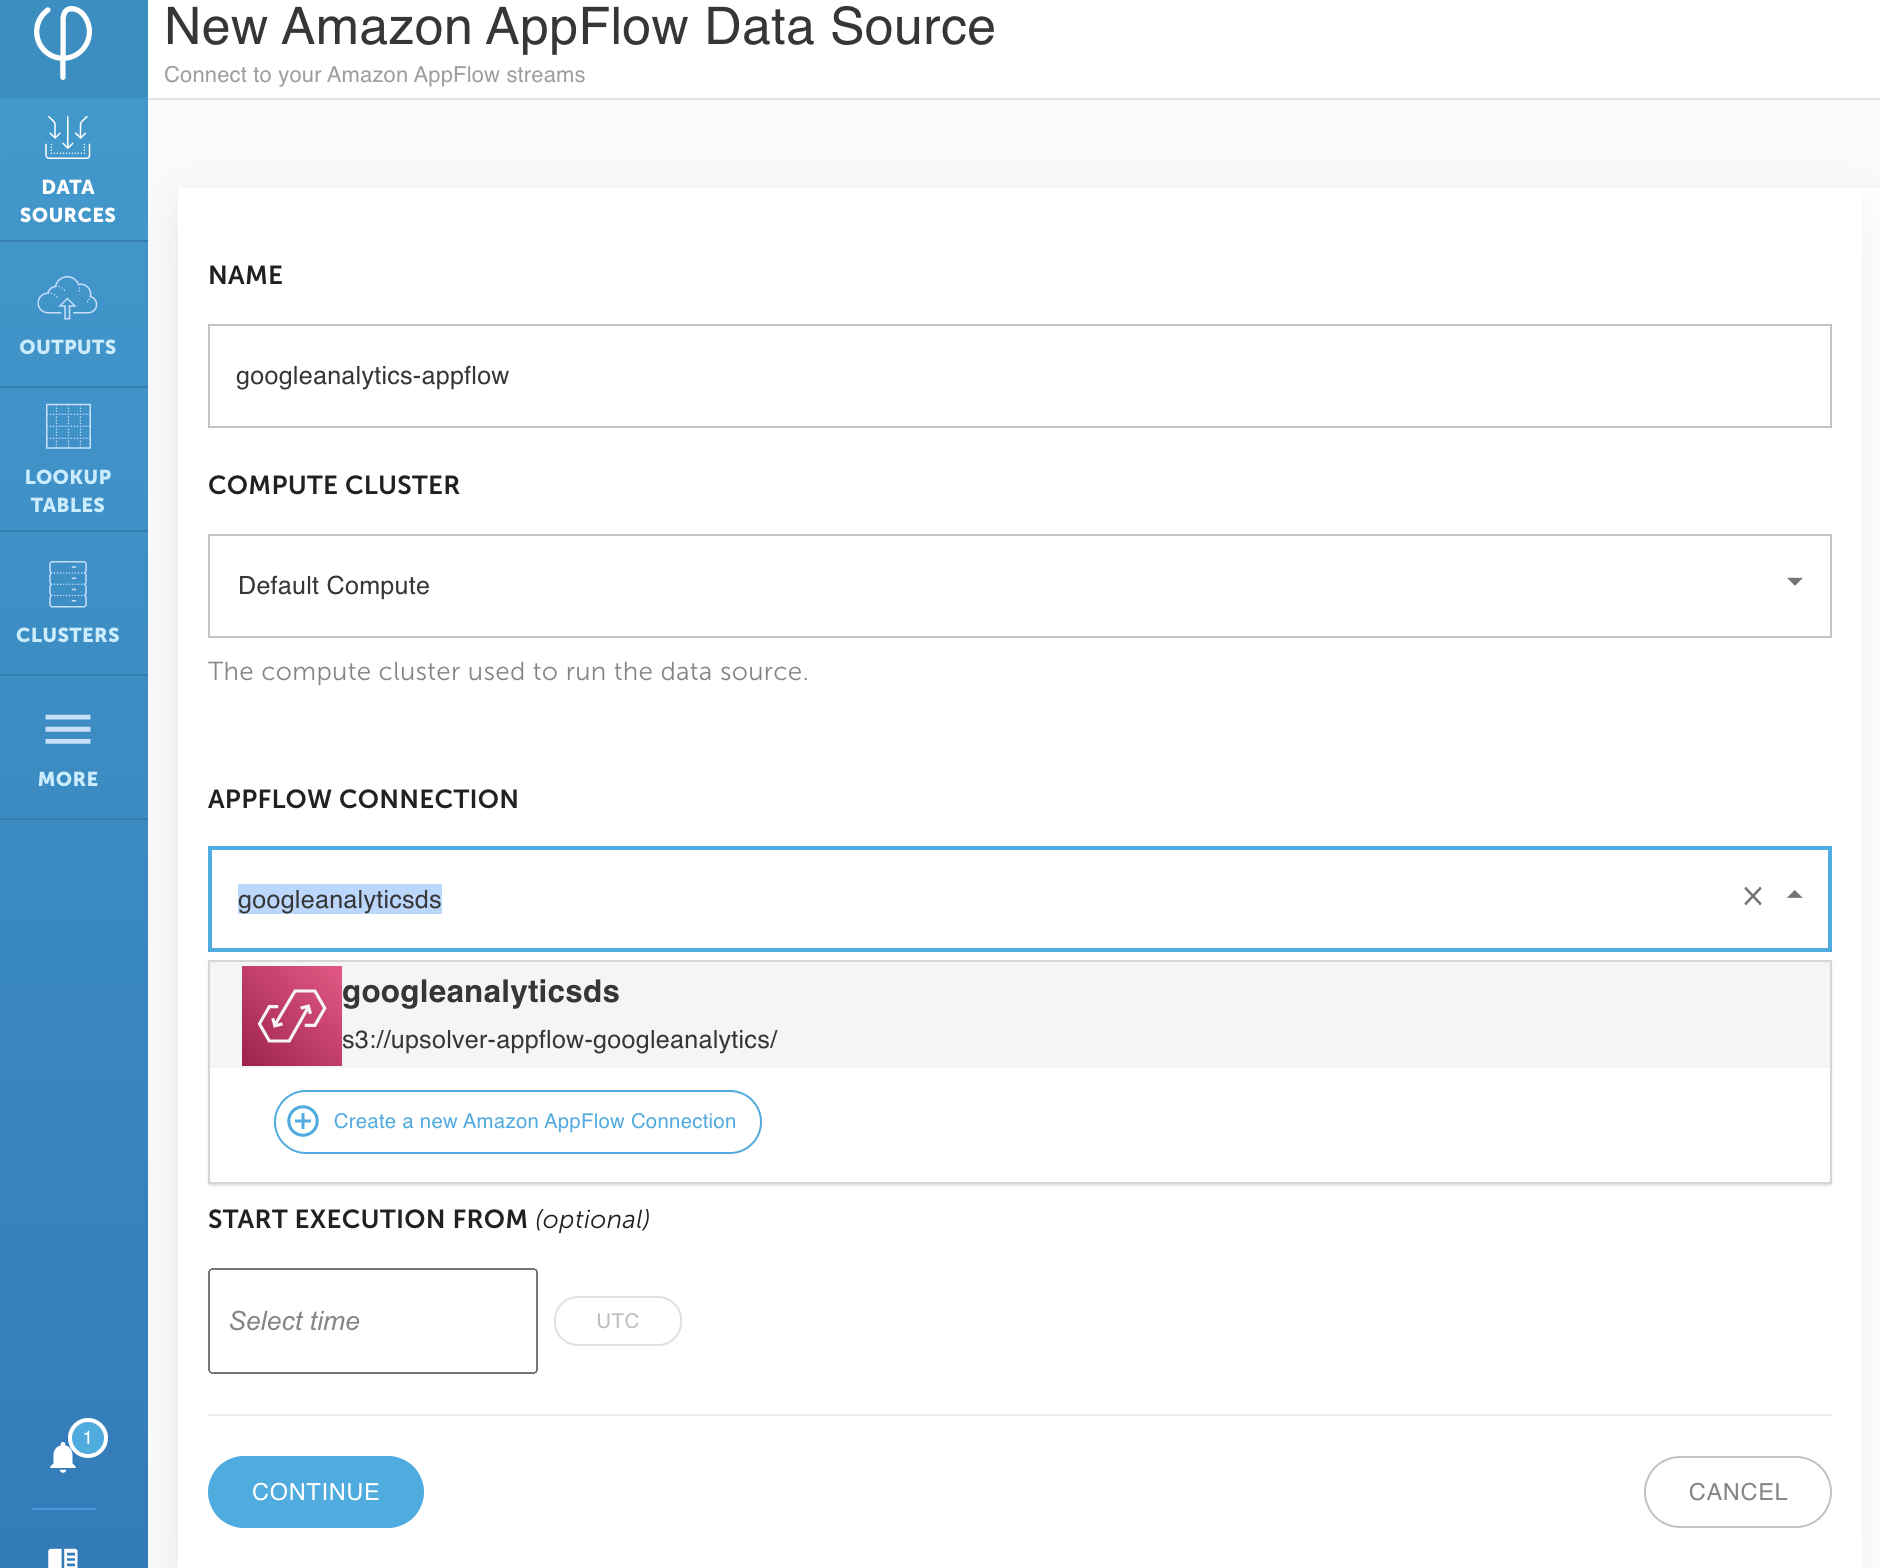 New Amazon AppFlow Data Source
Connect to your Amazon AppFlow streams
DATA
SOURCES
OUTPUTS
LOOKUP
TABLES
CLUSTERS
MORE
1
NAME
googleanalytics-appflow
COMPUTE CLUSTER
Default Compute
The compute cluster used to run the data source.
APPFLOW CONNECTION
googleanalyticsds
googleanalyticsds
s3://upsolver-appflow-googleanalytics/
Create a new Amazon AppFlow Connection
START EXECUTION FROM (optional)
Select time
UTC
CONTINUE
CANCEL